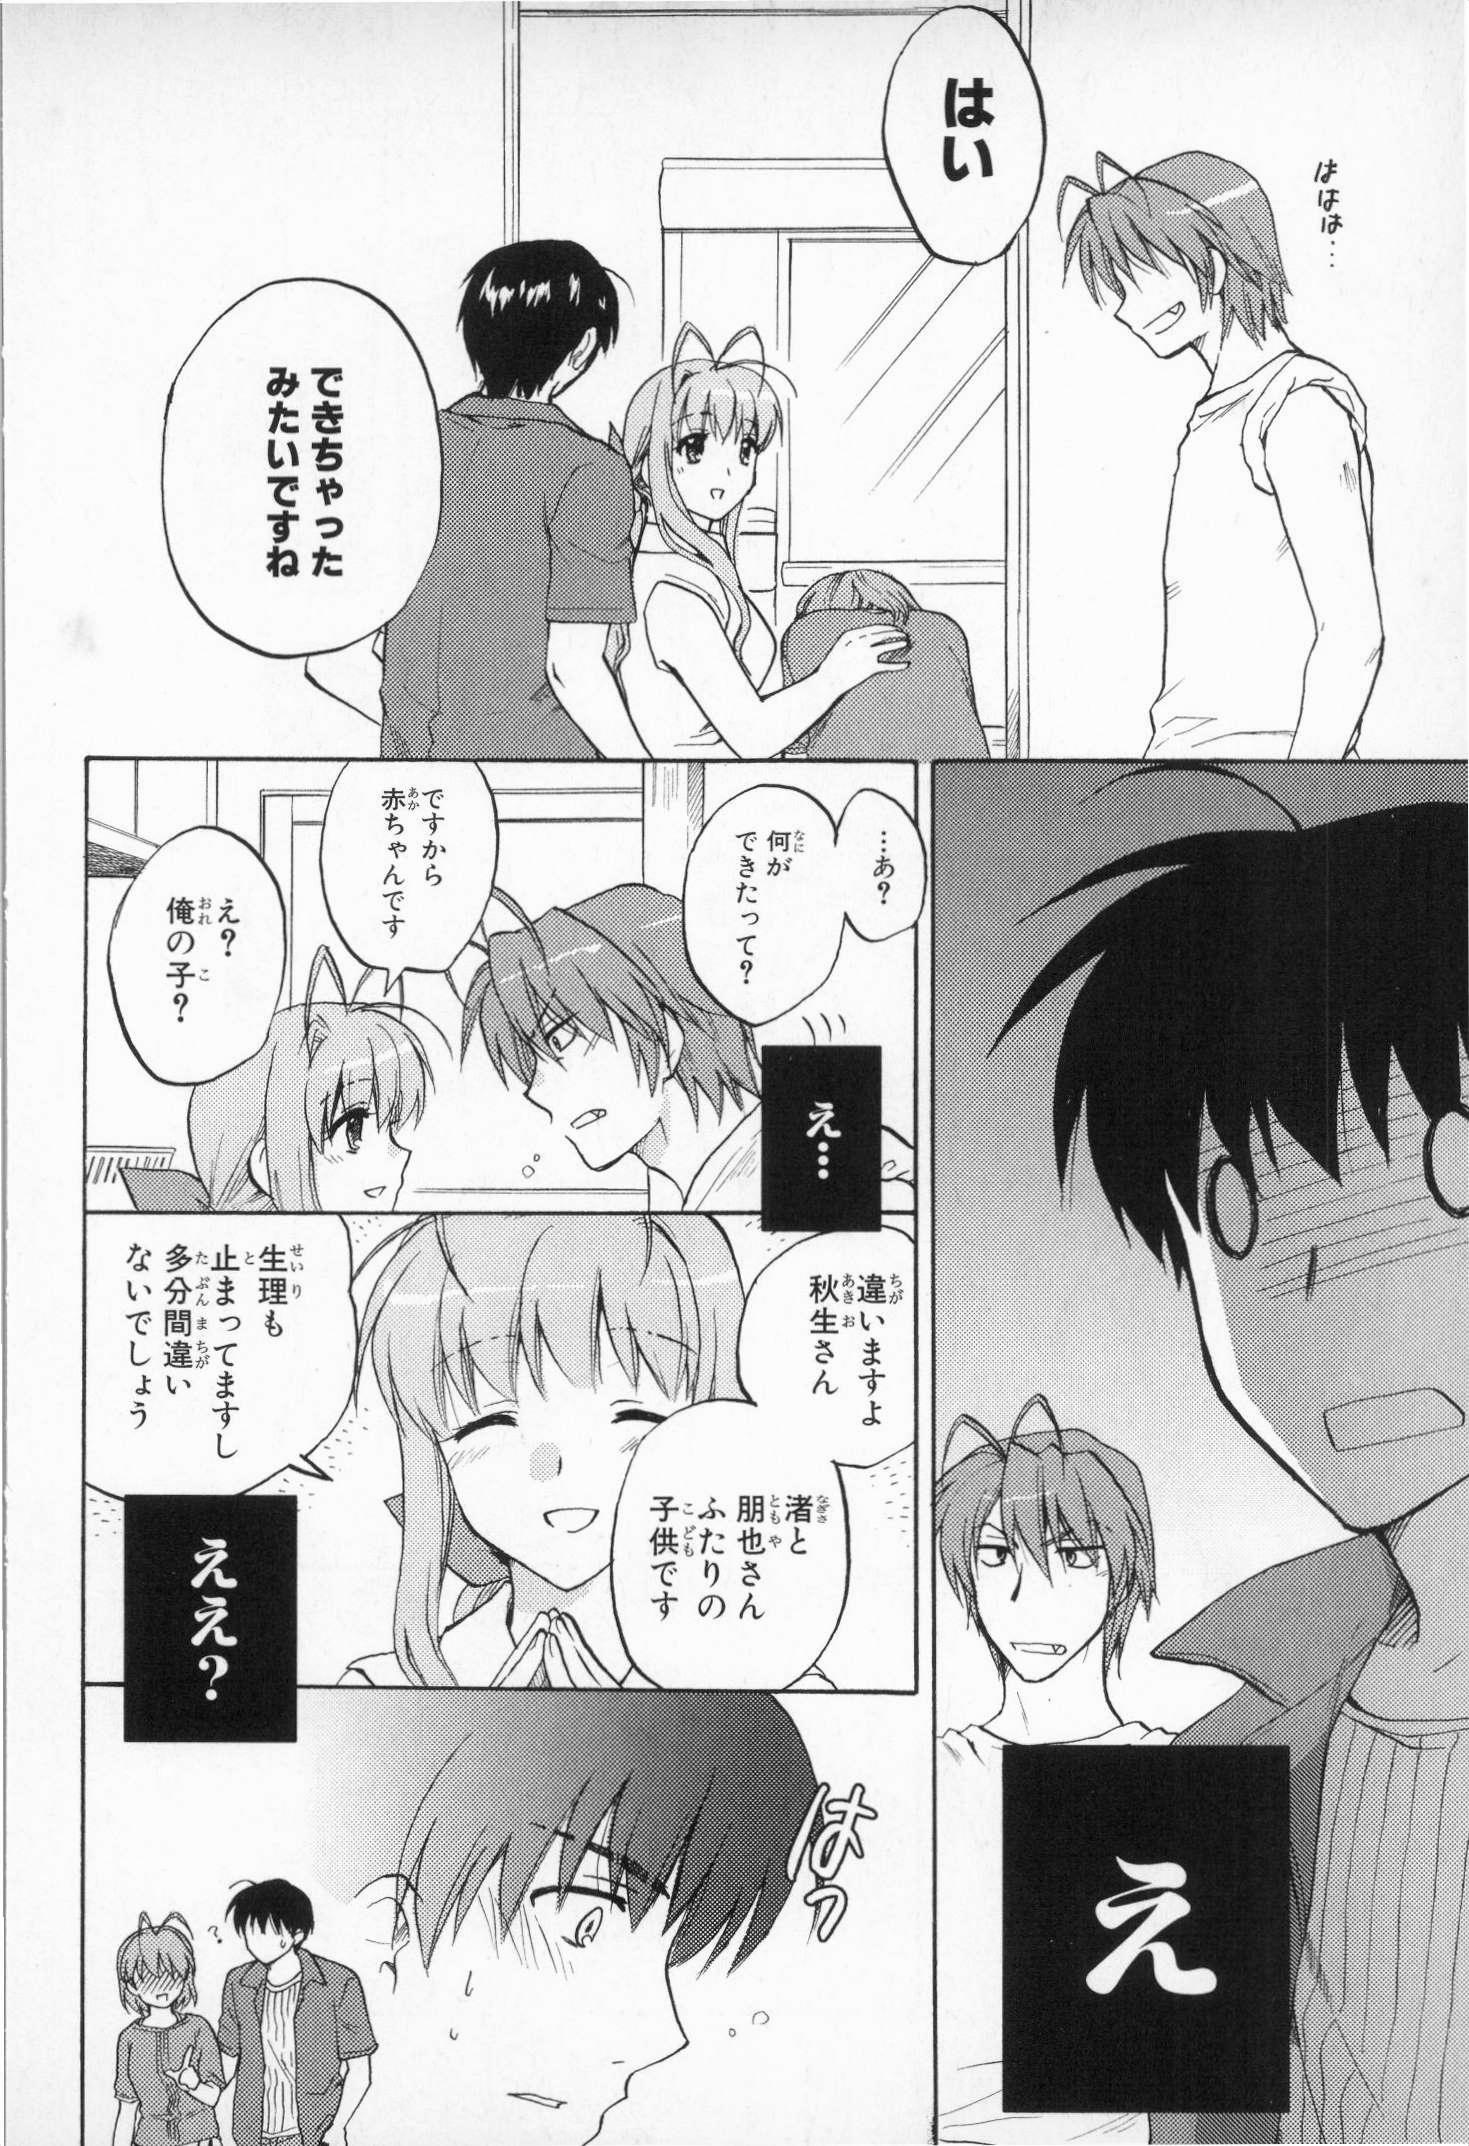 はい
ははは…
できちゃった
みたいですね
え
…あ？
何が
できたって？
ですから
赤ちゃんです
え？
俺の子？
え…
違いますよ
秋生さん
渚と
朋也さん
ふたりの
子供です
生理も
止まってますし
多分間違い
ないでしょう
ええ？
はっ
？